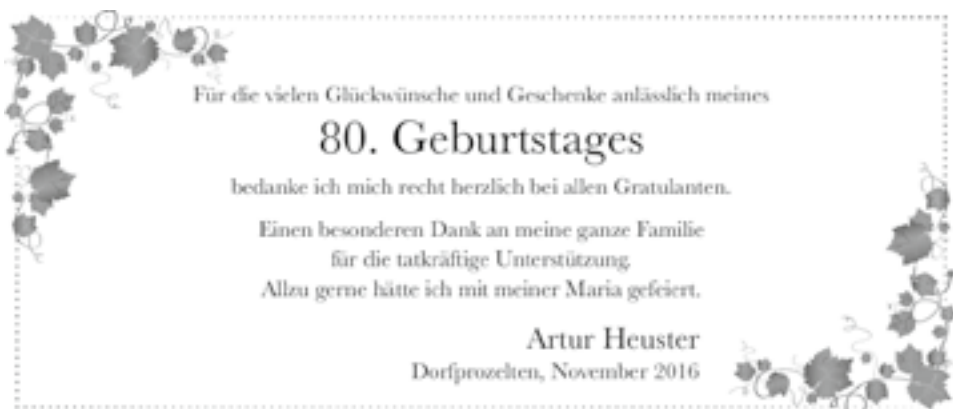 Für die vielen Glückwünsche und Geschenke anlässlich meines
80. Geburtstages
bedanke ich mich recht herzlich bei allen Gratulanten.
Einen besonderen Dank an meine ganze Familie
für die tatkräftige Unterstützung.
Allzu gerne hätte ich mit meiner Maria gefeiert.
Artur Heuster
Dorfprozelten, November 2016